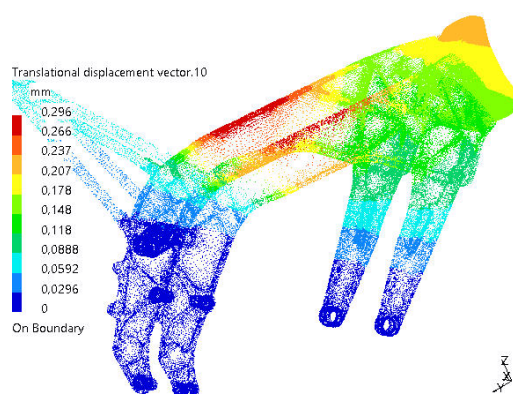 Translational displacement vector.10
mm
0,296
0,266
0,237
0,207
0,178
0,148
0,118
0,0888
0,0592
0,0296
0
On Boundary
Z
X
Y